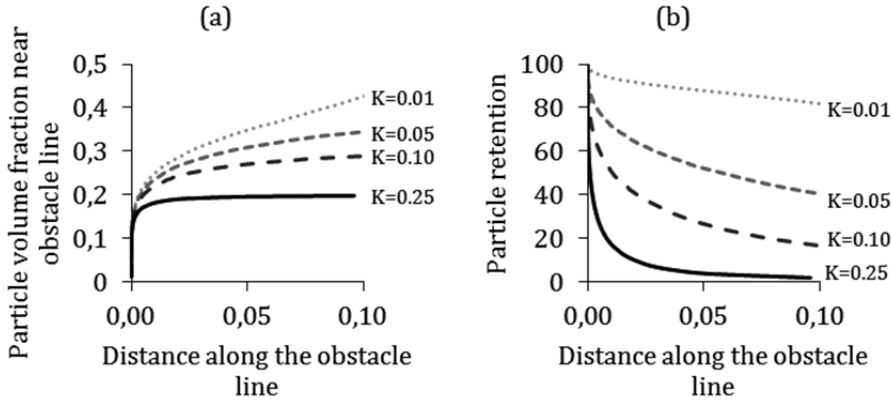 (a)
Particle volume fraction near
obstacle line
0,5
0,4
0,3
0,2
0,1
0
K=0.01
K=0.05
K=0.10
K=0.25
0,00
0,05
0,10
Distance along the obstacle
line
(b)
Particle retention
100
80
60
40
20
0
K=0.01
K=0.05
K=0.10
K=0.25
0,00
0,05
0,10
Distance along the obstacle
line